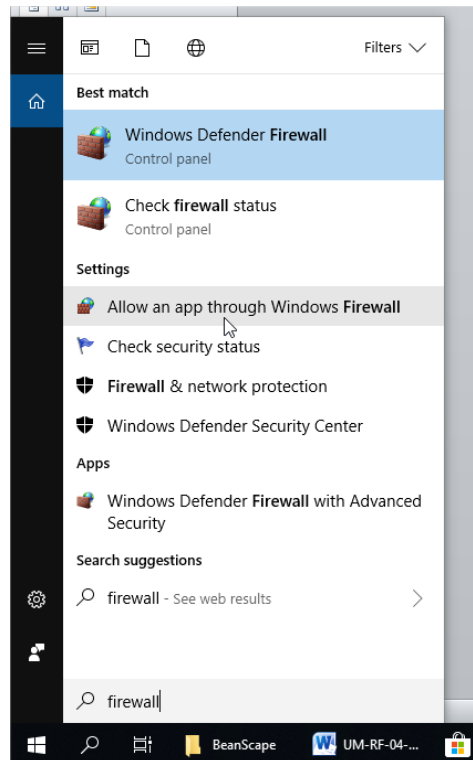 Filters
Best match
Windows Defender Firewall
Control panel
Check firewall status
Control panel
Settings
Allow an app through Windows Firewall
Check security status
Firewall & network protection
Windows Defender Security Center
Apps
Windows Defender Firewall with Advanced
Security
Search suggestions
firewall - See web results
firewall
BeanScape
UM-RF-04-...